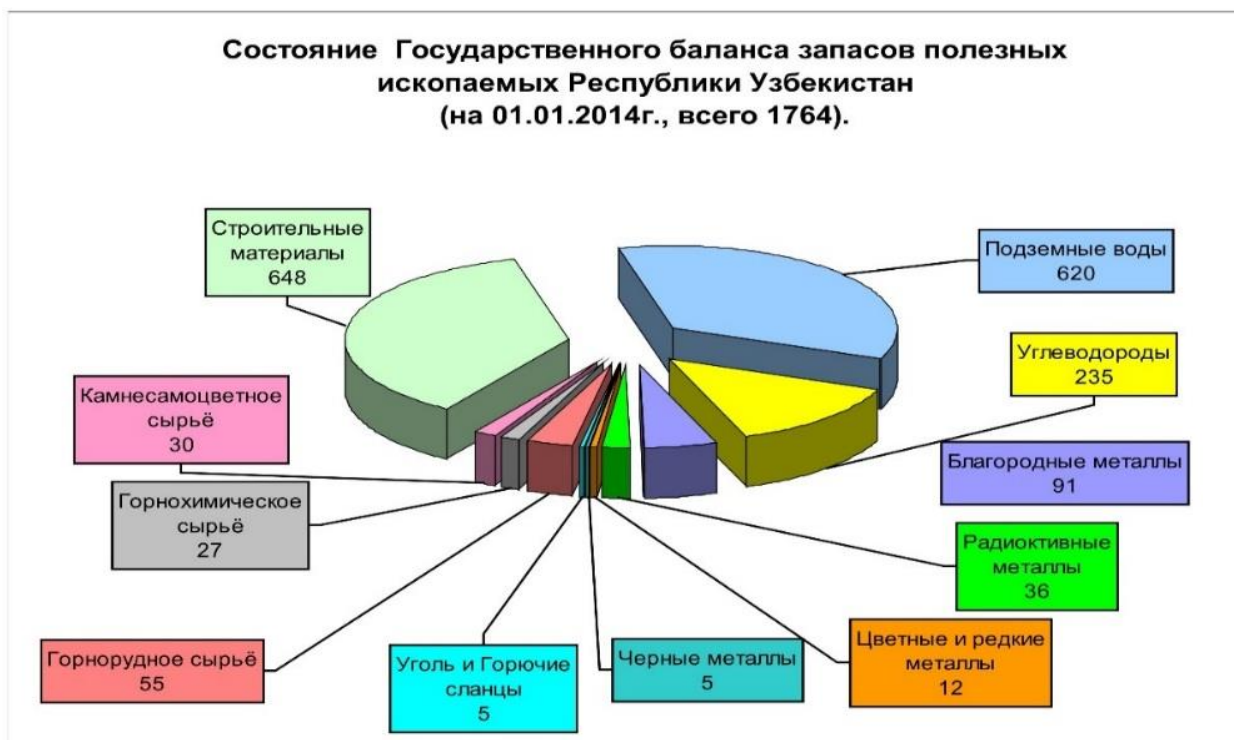 Состояние Государственного баланса запасов полезных
ископаемых Республики Узбекистан
(на 01.01.2014г., всего 1764).
Строительные
материалы
648
Подземные воды
620
Углеводороды
235
Камнесамоцветное
сырьё
30
Благородные металлы
91
Горнохимическое
сырьё
27
Радиоктивные
металлы
36
Горнорудное сырьё
55
Уголь и Горючие
сланцы
5
Черные металлы
5
Цветные и редкие
металлы
12